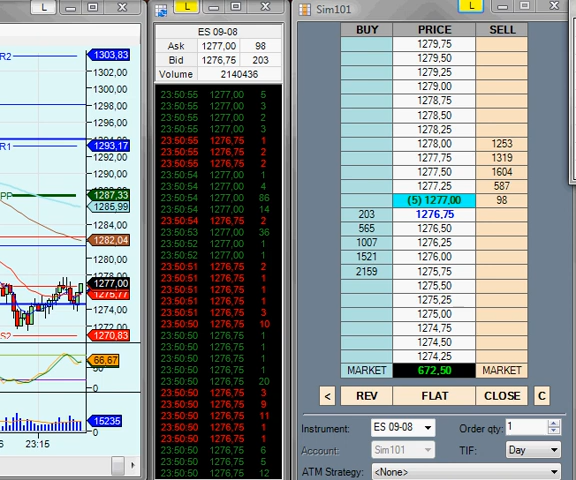 L
R2
1303,83
1302,00
1300,00
1298,00
1296,00
R1
1293,17
1292,00
1290,00
PP
1287,33
1285,99
1282,04
1280,00
1278,00
1277,00
1274,00
1272,00
S2
1270,83
66,67
50
0
15235
0
23:15
L
ES 09-08
Ask 1277,00 98
Bid 1276,75 203
Volume 2140436
23:50:55 1277,00 5
23:50:55 1277,00 3
23:50:55 1277,00 2
23:50:55 1277,00 3
23:50:55 1276,75 1
23:50:55 1276,75 2
23:50:55 1276,75 2
23:50:54 1277,00 1
23:50:54 1277,00 4
23:50:54 1277,00 86
23:50:54 1277,00 14
23:50:54 1276,75 2
23:50:53 1277,00 36
23:50:52 1277,00 1
23:50:52 1277,00 1
23:50:51 1276,75 2
23:50:51 1276,75 1
23:50:51 1276,75 1
23:50:51 1276,75 1
23:50:51 1276,75 3
23:50:50 1276,75 10
23:50:50 1277,00 1
23:50:50 1277,00 1
23:50:50 1277,00 1
23:50:50 1277,00 1
23:50:50 1277,00 20
23:50:50 1276,75 3
23:50:50 1276,75 9
23:50:50 1276,75 11
23:50:50 1276,75 1
23:50:50 1276,75 1
23:50:50 1277,00 6
23:50:50 1277,00 5
23:50:50 1277,00 12
Sim101
L
BUY PRICE SELL
1279,75
1279,50
1279,25
1279,00
1278,75
1278,50
1278,25
1278,00 1253
1277,75 1319
1277,50 1604
1277,25 587
(5) 1277,00 98
203 1276,75
565 1276,50
1007 1276,25
1521 1276,00
2159 1275,75
1275,50
1275,25
1275,00
1274,75
1274,50
1274,25
MARKET 672,50 MARKET
< REV FLAT CLOSE C
Instrument: ES 09-08 Order qty: 1
Account: Sim101 TIF: Day
ATM Strategy: <None>